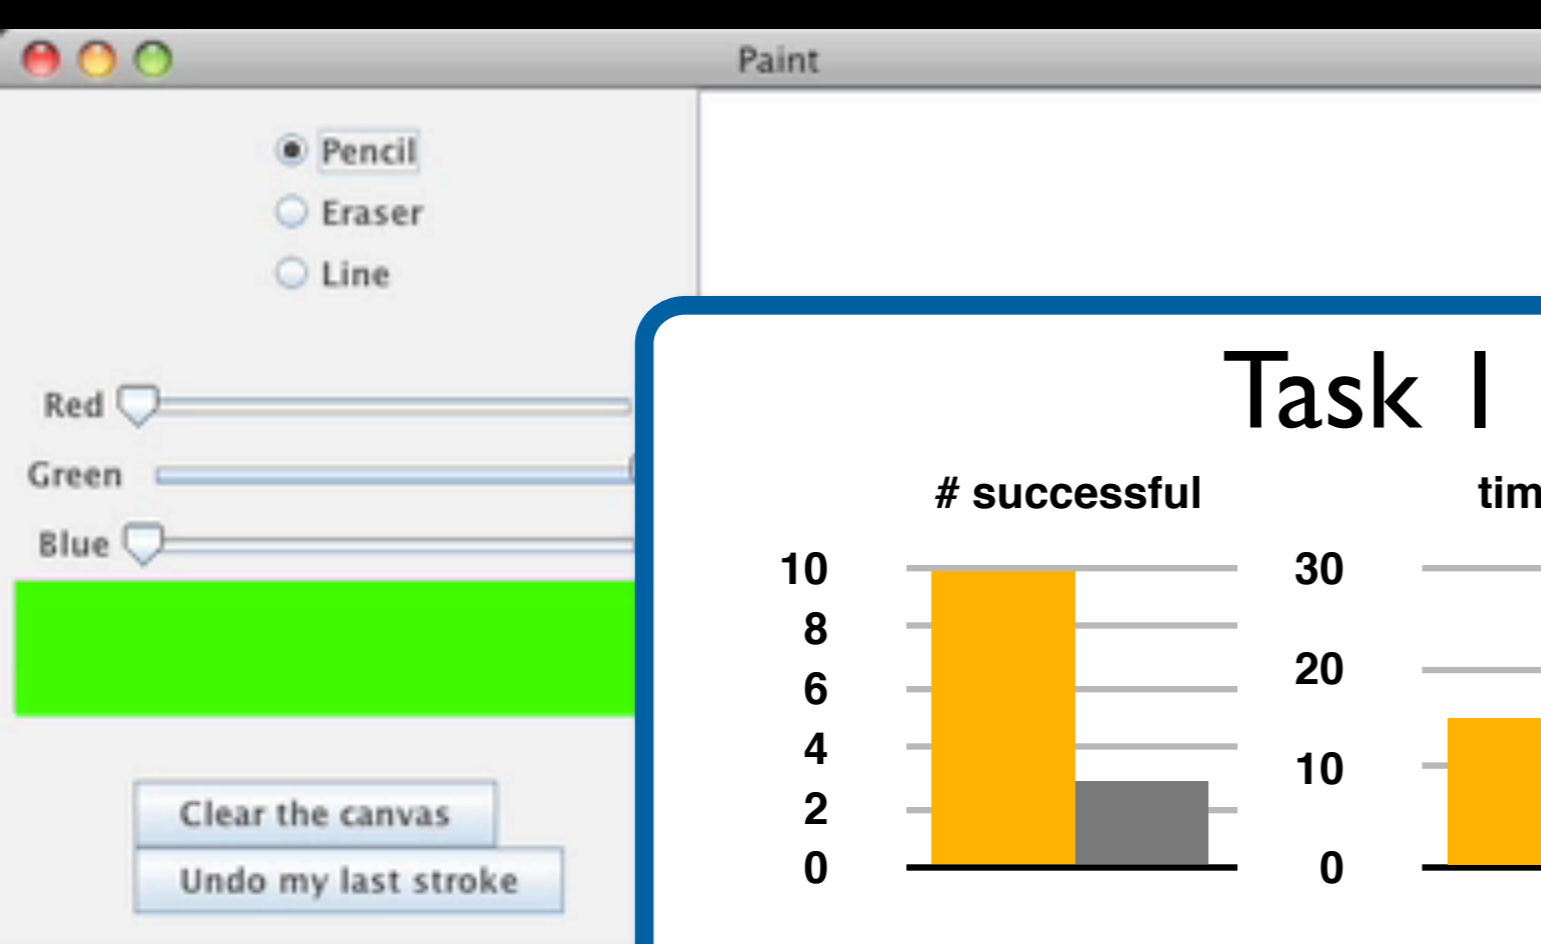 Paint
Pencil
Eraser
Line
Red
Green
Blue
Clear the canvas
Undo my last stroke
Task 1
# successful
10
8
6
4
2
0
tim
30
20
10
0